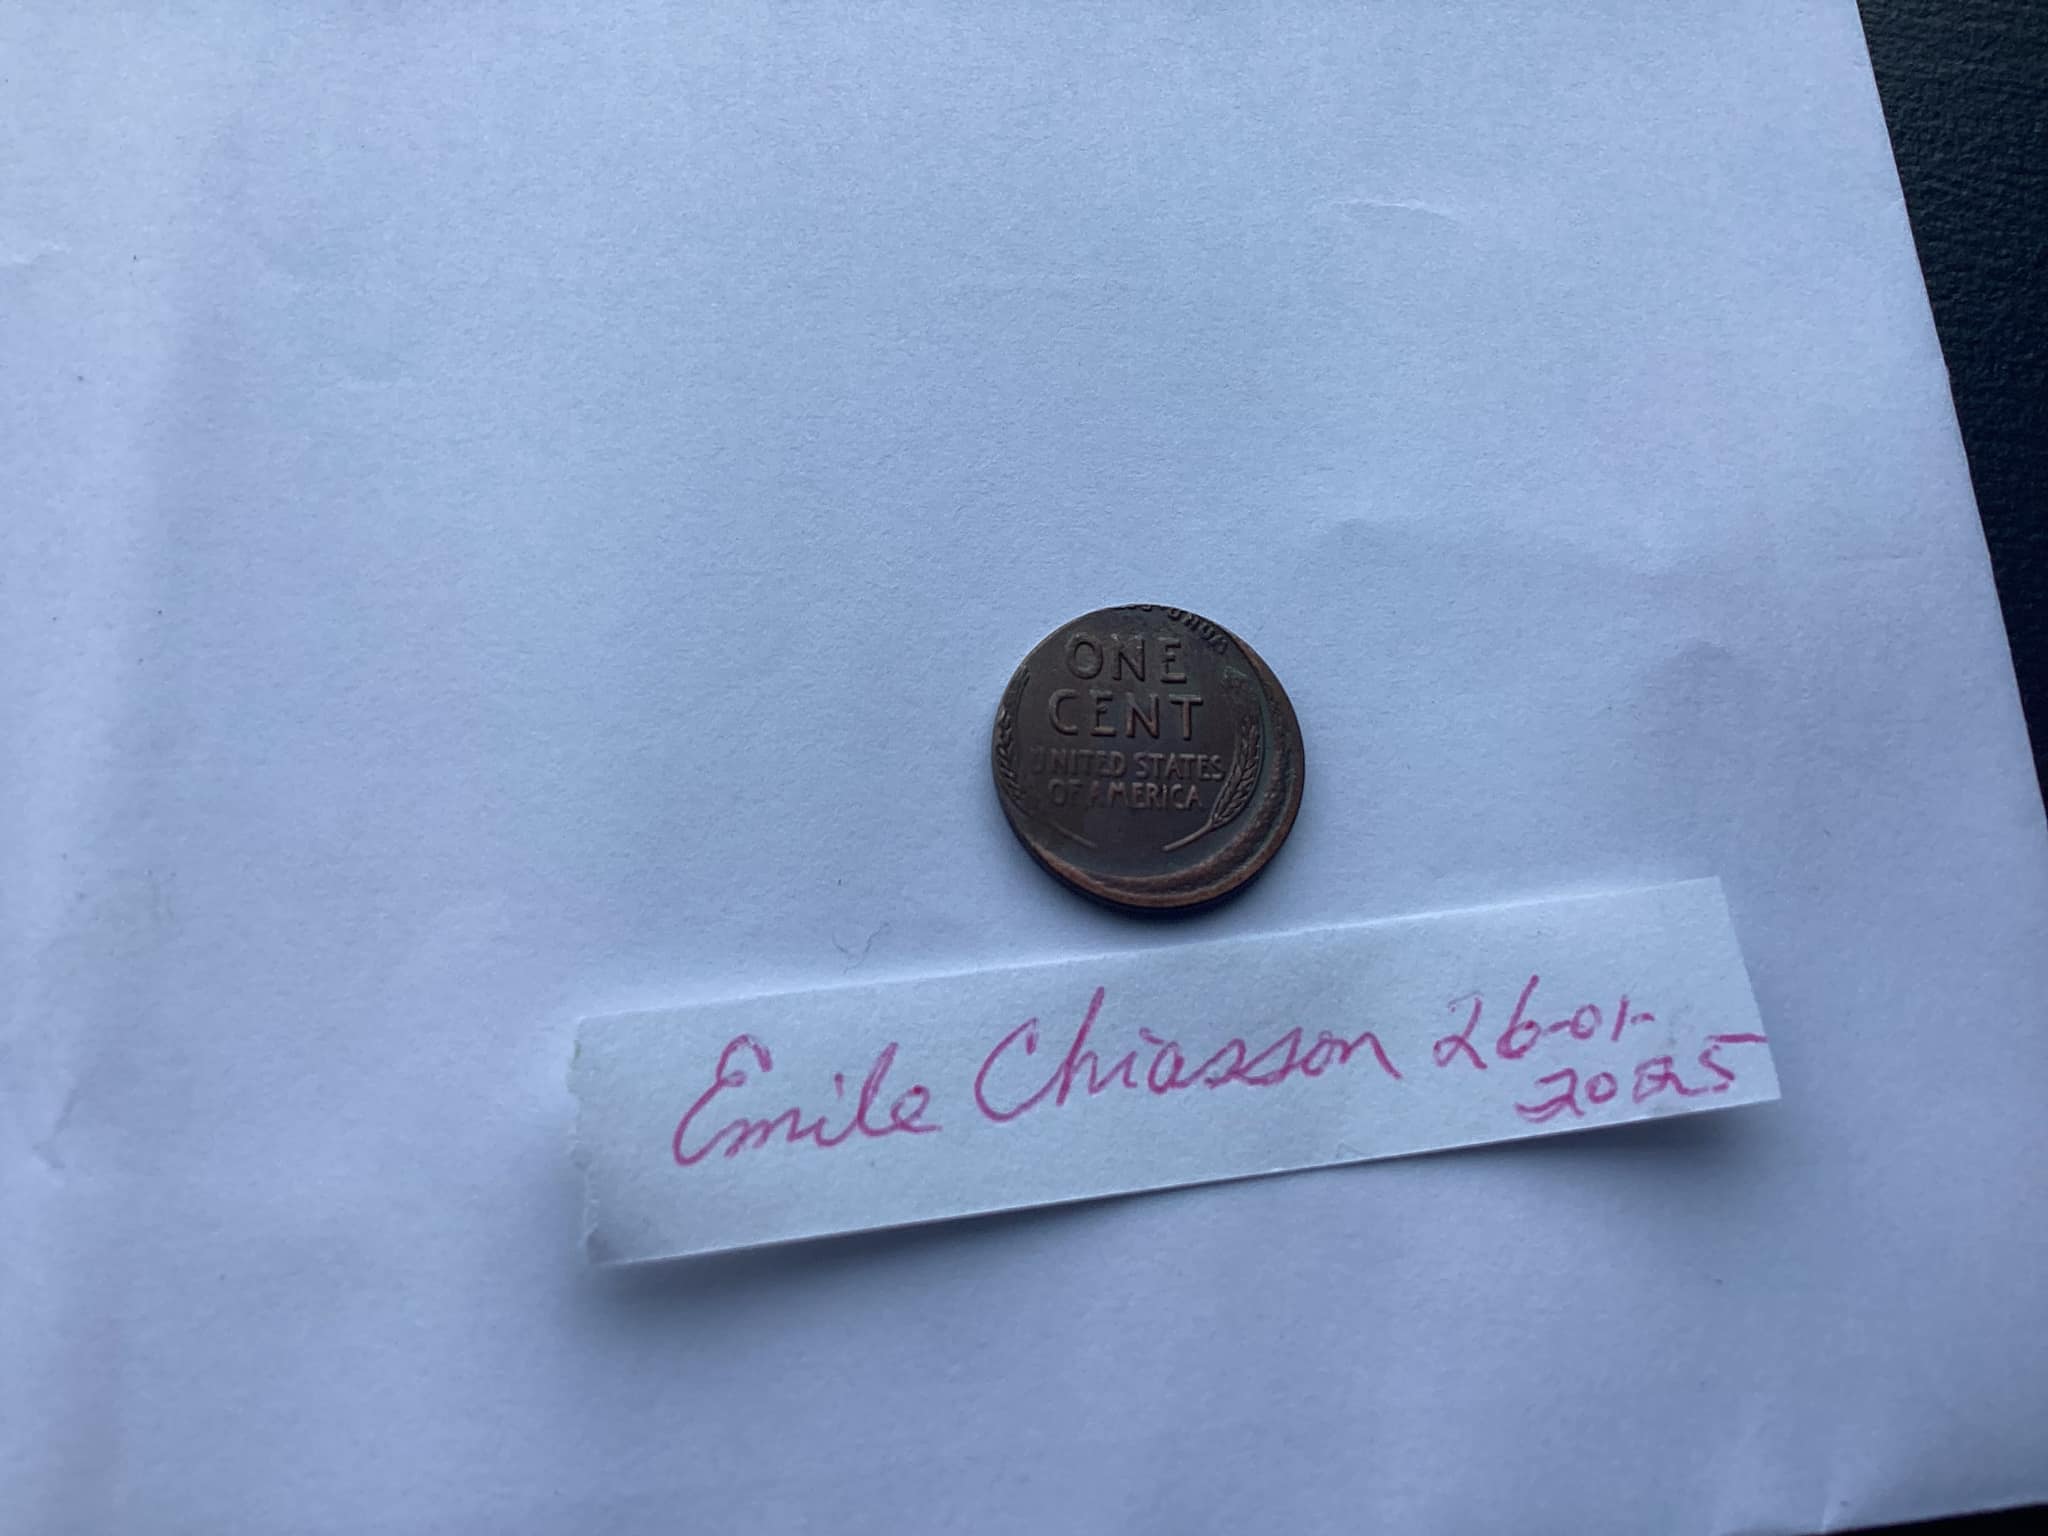 ONE
CENT
UNITED STATES
OF AMERICA
Emile Chiasson 26-01-
2025